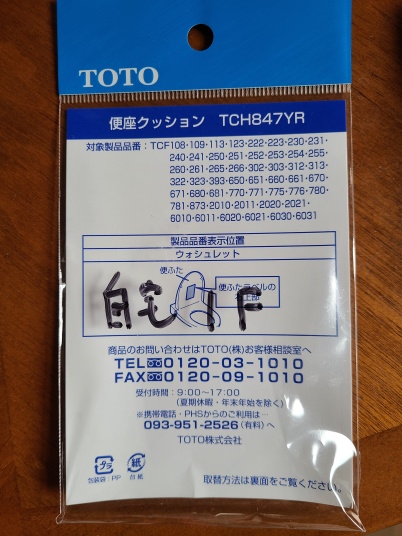 TOTO
便座クッション TCH847YR
対象製品品番：TCF108・109・113・123・222・223・230・231・
240・241・250・251・252・253・254・255・
260・261・265・266・302・303・312・313・
322・323・393・650・651・660・661・670・
671・680・681・770・771・775・776・780・
781・873・2010・2011・2020・2021・
6010・6011・6020・6021・6030・6031
製品品番表示位置
ウォシュレット
便ふた
便ふたラベルの
上部
自宅 1F
商品のお問い合わせはTOTO(株)お客様相談室へ
TEL 0120-03-1010
FAX 0120-09-1010
受付時間：9:00～17:00
(夏期休暇・年末年始を除く)
※携帯電話・PHSからのご利用は…
093-951-2526(有料)へ
TOTO株式会社
プラ
包装袋：PP
紙
台紙
取替方法は裏面をご覧ください。